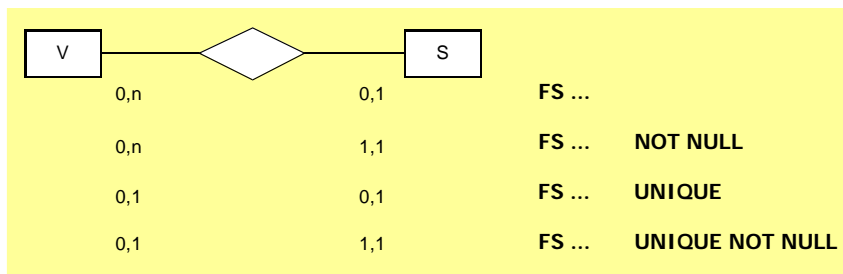 V S
0,n 0,1 FS ...
0,n 1,1 FS ... NOT NULL
0,1 0,1 FS ... UNIQUE
0,1 1,1 FS ... UNIQUE NOT NULL